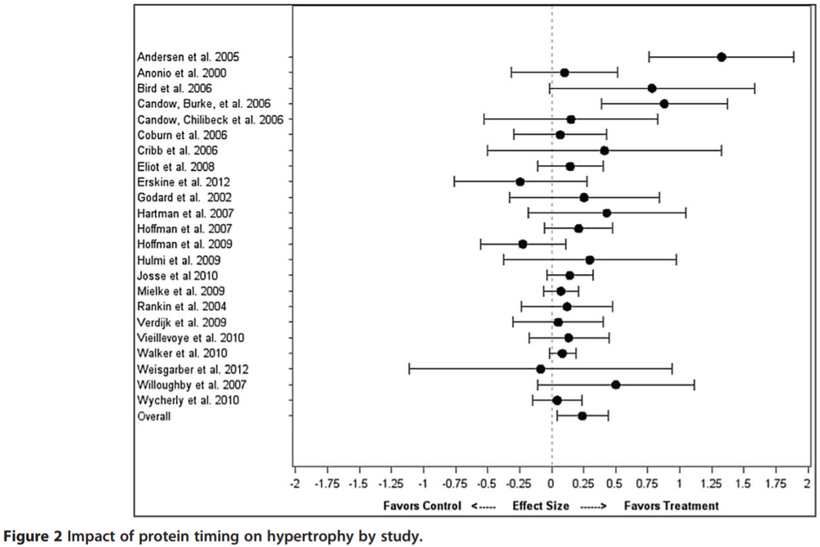 Andersen et al. 2005
Anonio et al. 2000
Bird et al. 2006
Candow, Burke, et al. 2006
Candow, Chilibeck et al. 2006
Coburn et al. 2006
Cribb et al. 2006
Eliot et al. 2008
Erskine et al. 2012
Godard et al. 2002
Hartman et al. 2007
Hoffman et al. 2007
Hoffman et al. 2009
Hulmi et al. 2009
Josse et al 2010
Mielke et al. 2009
Rankin et al. 2004
Verdijk et al. 2009
Vieillevoye et al. 2010
Walker et al. 2010
Weisgarber et al. 2012
Willoughby et al. 2007
Wycherly et al. 2010
Overall
-2 -1.75 -1.5 -1.25 -1 -0.75 -0.5 -0.25 0 0.25 0.5 0.75 1 1.25 1.5 1.75 2
Favors Control <----- Effect Size -----> Favors Treatment
Figure 2 Impact of protein timing on hypertrophy by study.